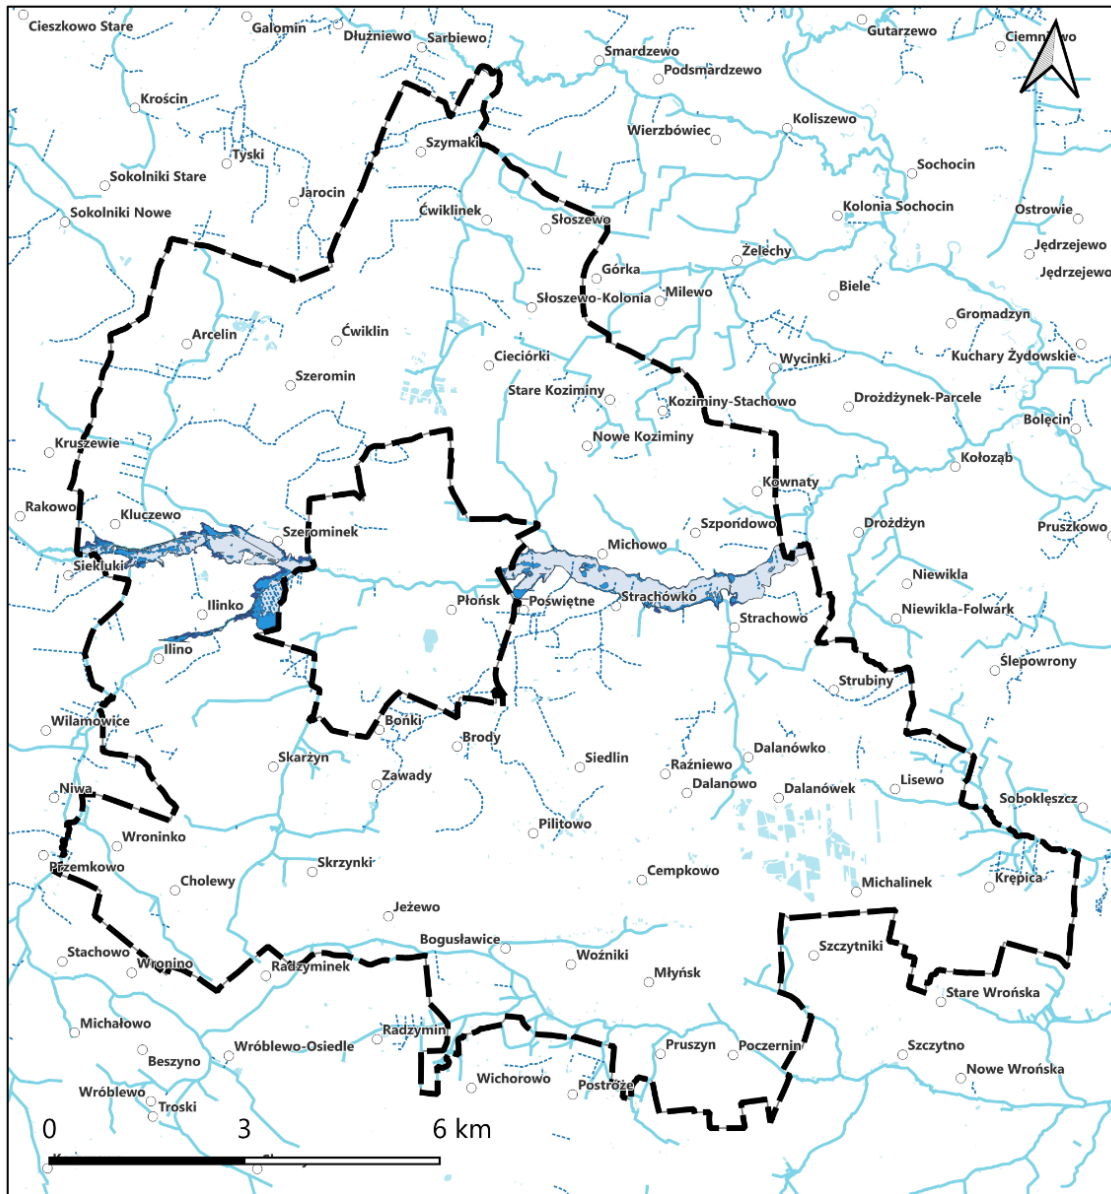 Cieszkowo Stare
Galomin
Dłużniewo
Sarbiewo
Gutarzewo
Smardzewo
Podsmardzewo
Krościn
Koliszewo
Wierzbówiec
Szymaki
Tyski
Sochocin
Sokolniki Stare
Jarocin
Sokolniki Nowe
Ćwiklinek
Słoszewo
Kolonia Sochocin
Ostrowie
Żelechy
Jędrzejewo
Jędrzejewo
Górka
Milewo
Biele
Słoszewo-Kolonia
Gromadzyn
Arcelin
Ćwiklin
Cieciórki
Wycinki
Kuchary Żydowskie
Szeromin
Stare Koziminy
Koziminy-Stachowo
Drożdżynek-Parcele
Bolęcin
Kruszewie
Nowe Koziminy
Kołoząb
Kownaty
Rakowo
Kluczewo
Szerominek
Szpondowo
Drożdżyn
Pruszkowo
Michowo
Siekluki
Niewikla
Ilinko
Płońsk
Poświętne
Strachówko
Strachowo
Niewikla-Folwark
Ilino
Ślepowrony
Strubiny
Wilamowice
Bońki
Brody
Skarżyn
Zawady
Siedlin
Raźniewo
Dalanówko
Dalanowo
Dalanówek
Lisewo
Soboklęszcz
Niwa
Pilitowo
Wroninko
Przemkowo
Cholewy
Skrzynki
Cempkowo
Michalinek
Krępica
Jeżewo
Bogusławice
Stachowo
Wronino
Radzyminek
Woźniki
Młyńsk
Szczytniki
Stare Wrońska
Michałowo
Radzymin
Beszyno
Wróblewo-Osiedle
Pruszyn
Poczernin
Szczytno
Wróblewo
Troski
Wichorowo
Postróże
Nowe Wrońska
0 3 6 km